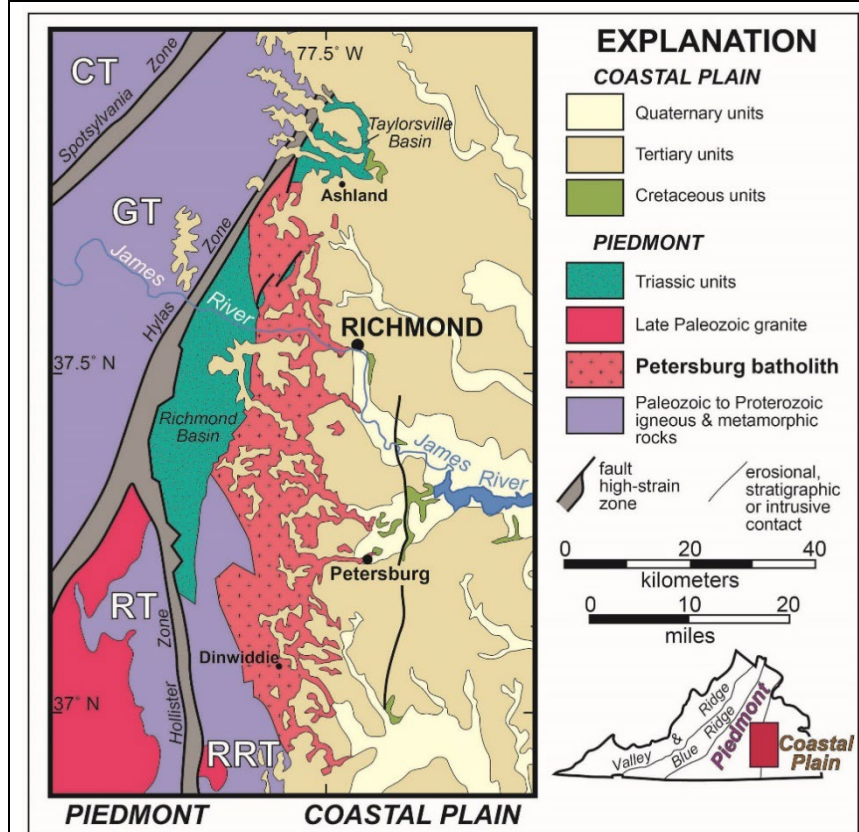 CT
Spotsylvania Zone
77.5° W
Taylorsville
Basin
Ashland
GT
James
River
Hylas Zone
RICHMOND
37.5° N
Richmond
Basin
James
River
Petersburg
RT
Dinwiddie
37° N
Hollister Zone
RRT
PIEDMONT
COASTAL PLAIN
EXPLANATION
COASTAL PLAIN
Quaternary units
Tertiary units
Cretaceous units
PIEDMONT
Triassic units
Late Paleozoic granite
Petersburg batholith
Paleozoic to Proterozoic
igneous & metamorphic
rocks
fault
high-strain
zone
erosional,
stratigraphic
or intrusive
contact
0 20 40
kilometers
0 10 20
miles
Valley & Ridge
Blue Ridge
Piedmont
Coastal
Plain